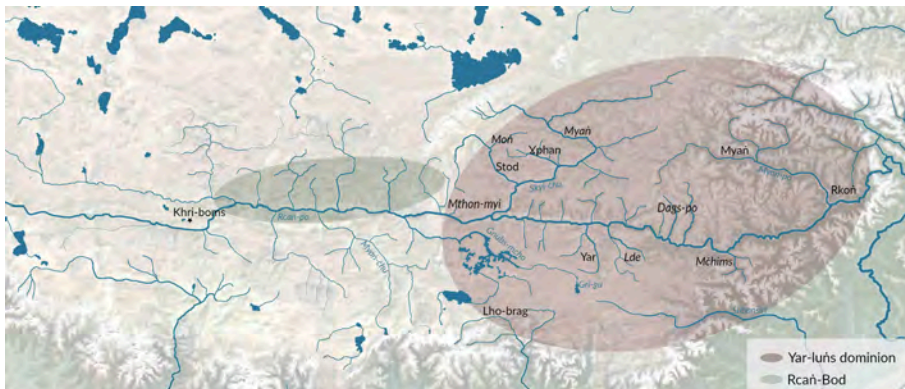 Moṅ
Myaṅ
Ɣphan
Stod
Myaṅ
Skyi-chu
Rkoṅ
Khri-boms
Rcaṅ-po
Mthon-myi
Dags-po
Yar
Lde
Mchims
Lho-brag
Yar-luṅs dominion
Rcaṅ-Bod